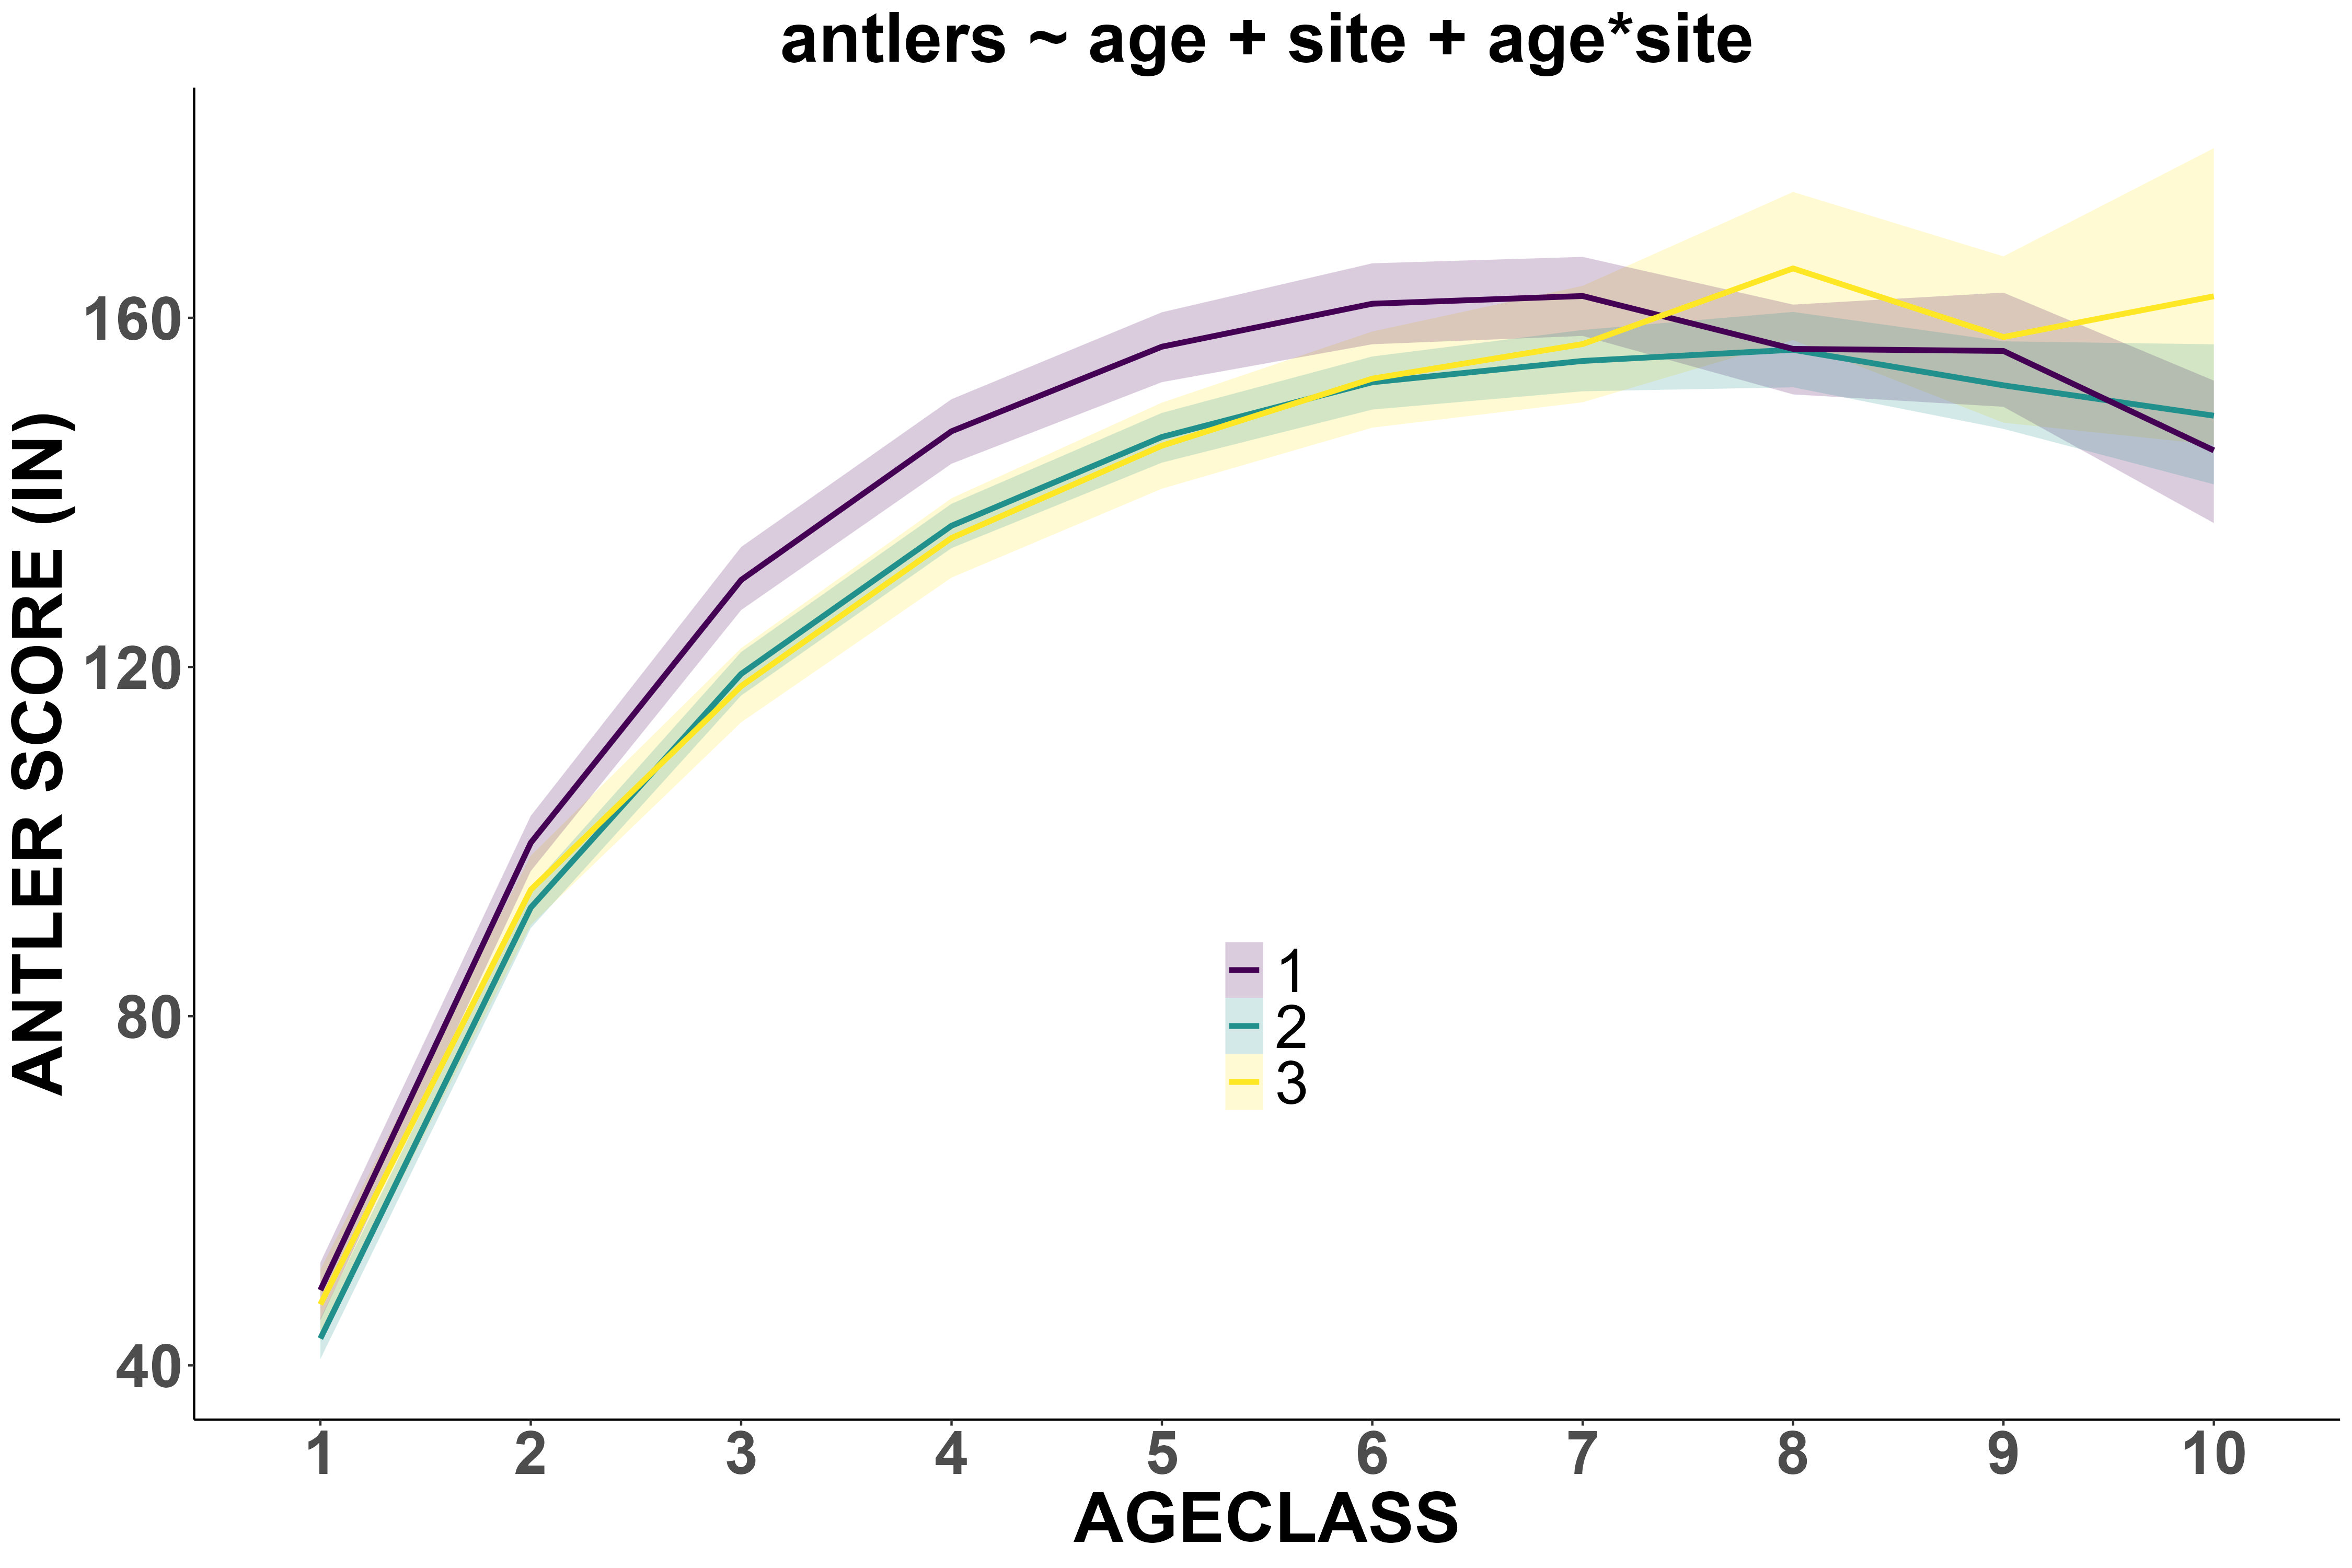 antlers ~ age + site + age*site
ANTLER SCORE (IN)
160
120
80
40
1
2
3
1 2 3 4 5 6 7 8 9 10
AGECLASS